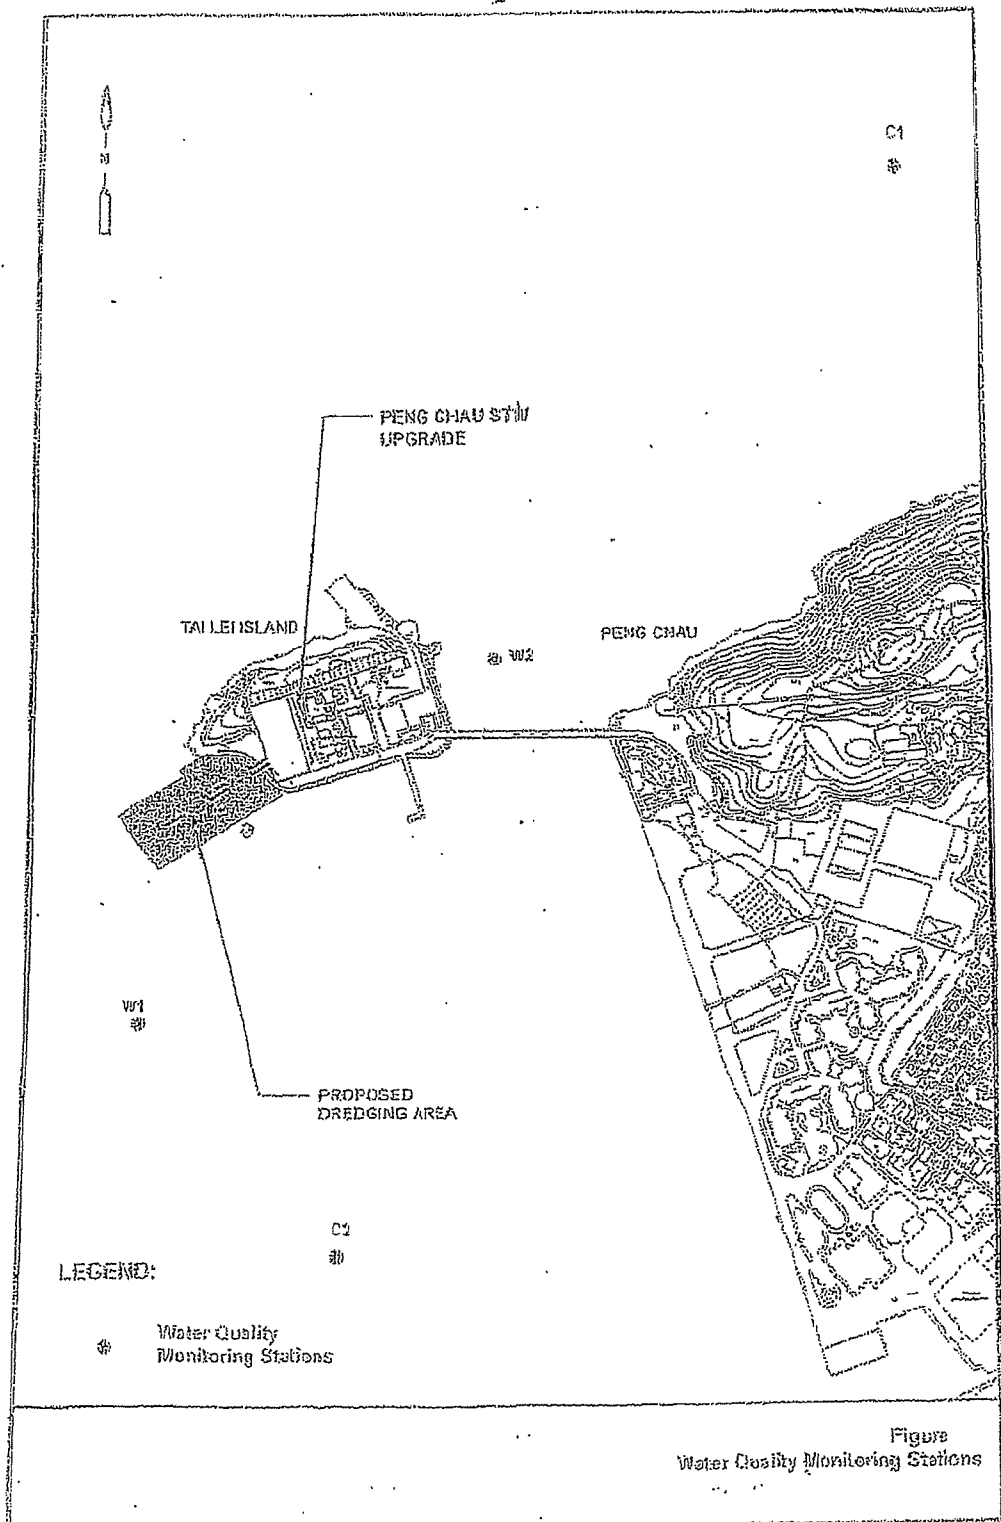 N
C1
PENG CHAU STW
UPGRADE
TAI LEI ISLAND
PENG CHAU
W2
W1
PROPOSED
DREDGING AREA
C2
LEGEND:
Water Quality
Monitoring Stations
Figure
Water Quality Monitoring Stations